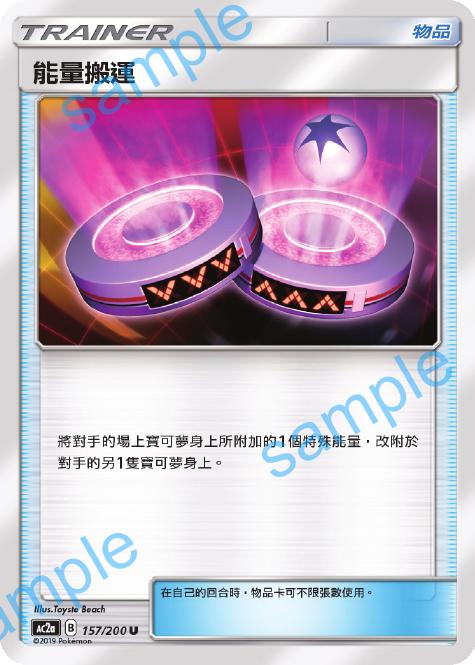 TRAINER
物品
能量搬運
sample
將對手的場上寶可夢身上所附加的1個特殊能量,改附於
對手的另1隻寶可夢身上。
sample
在自己的回合時,物品卡可不限張數使用。
sample
Illus.Toyste Beach
AC2a B 157/200 U
©2019 Pokémon